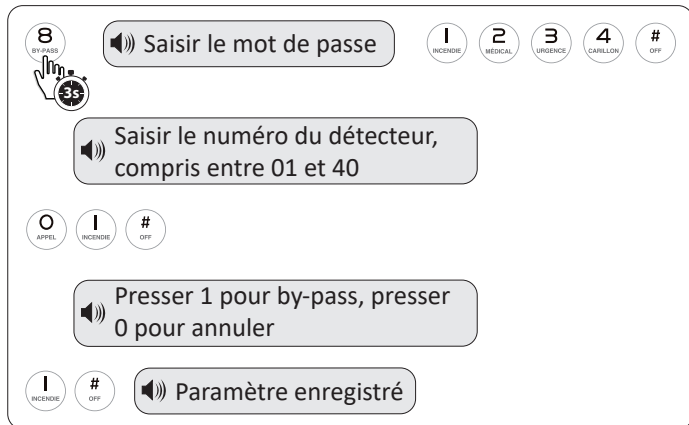 8
BY-PASS
3s
Saisir le mot de passe
1
INCENDIE
2
MÉDICAL
3
URGENCE
4
CARILLON
#
OFF
Saisir le numéro du détecteur,
compris entre 01 et 40
0
APPEL
1
INCENDIE
#
OFF
Presser 1 pour by-pass, presser
0 pour annuler
1
INCENDIE
#
OFF
Paramètre enregistré